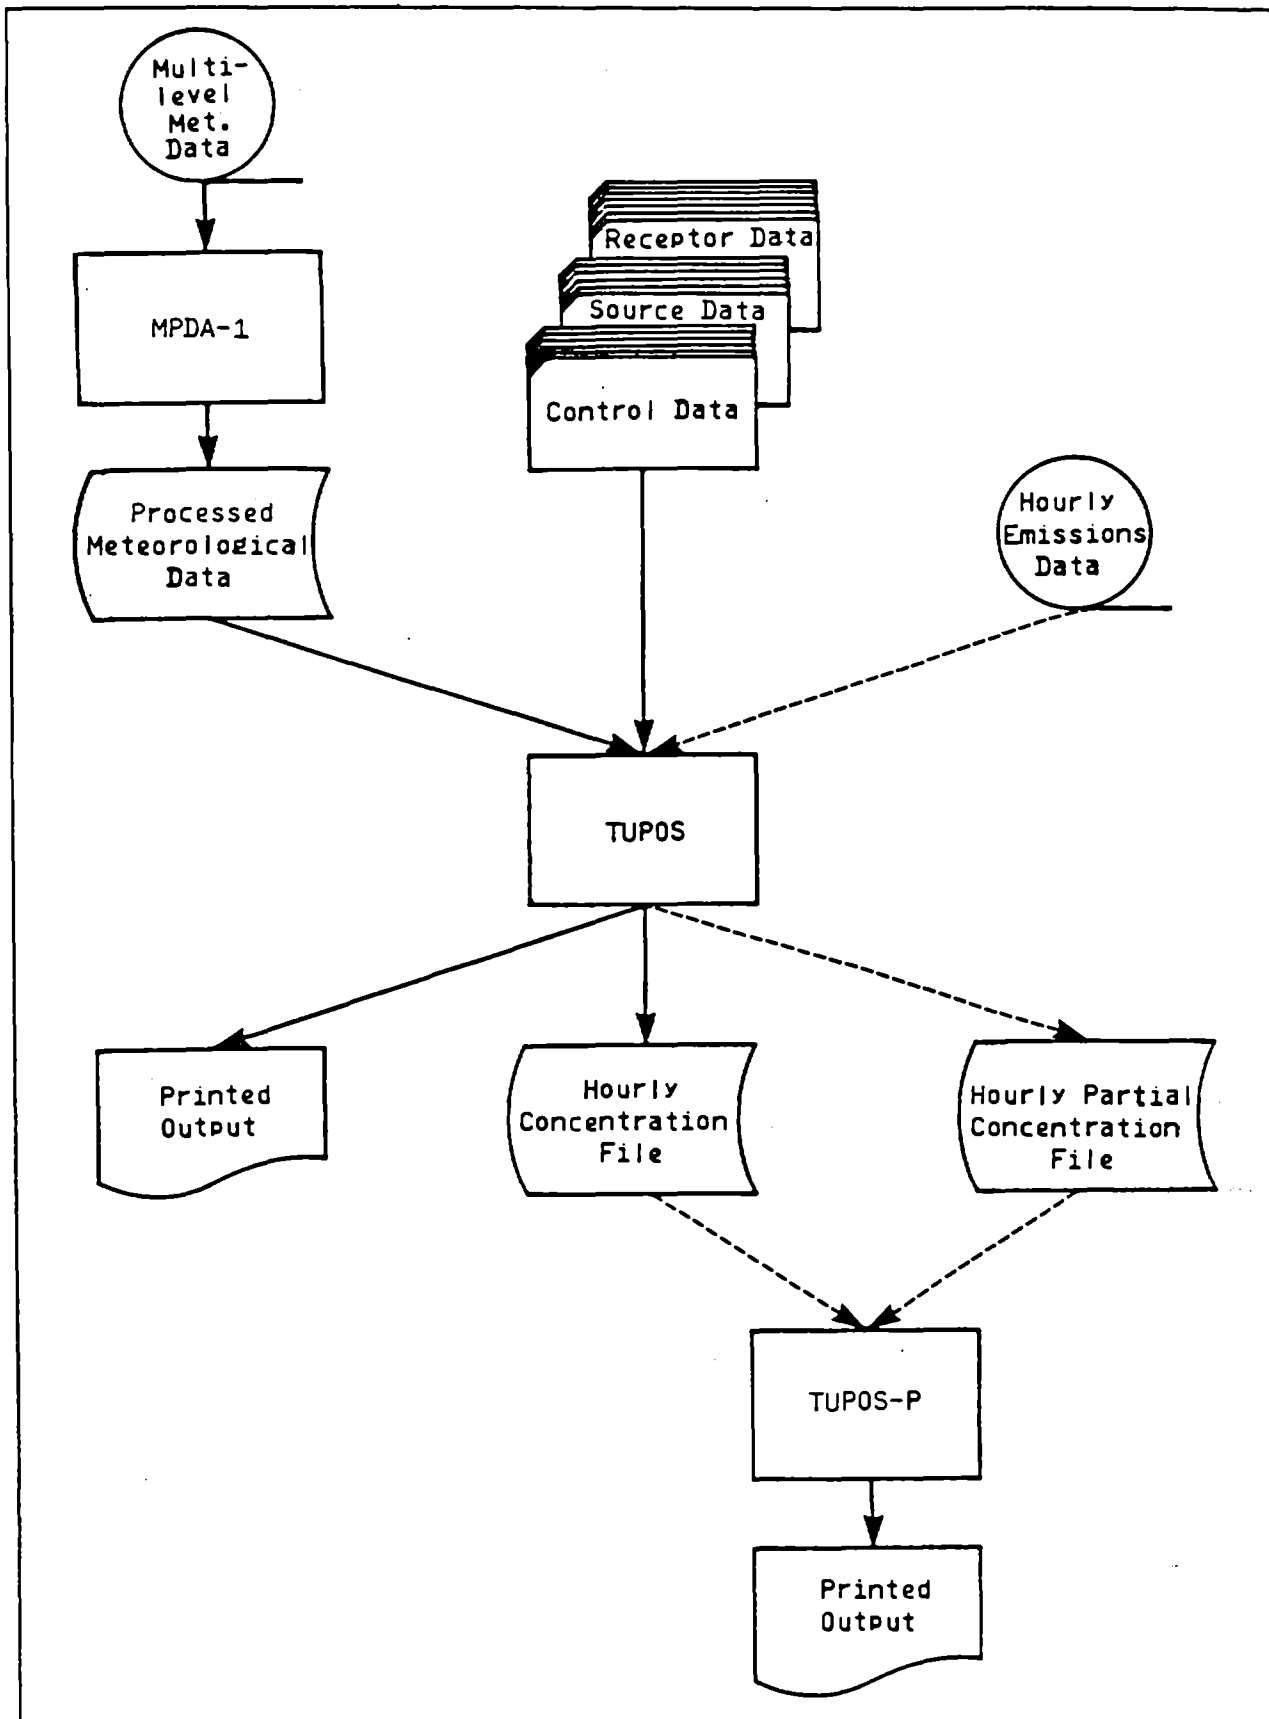 Multi-
level
Met.
Data
MPDA-1
Processed
Meteorological
Data
Receptor Data
Source Data
Control Data
Hourly
Emissions
Data
TUPOS
Printed
Output
Hourly
Concentration
File
Hourly Partial
Concentration
File
TUPOS-P
Printed
Output